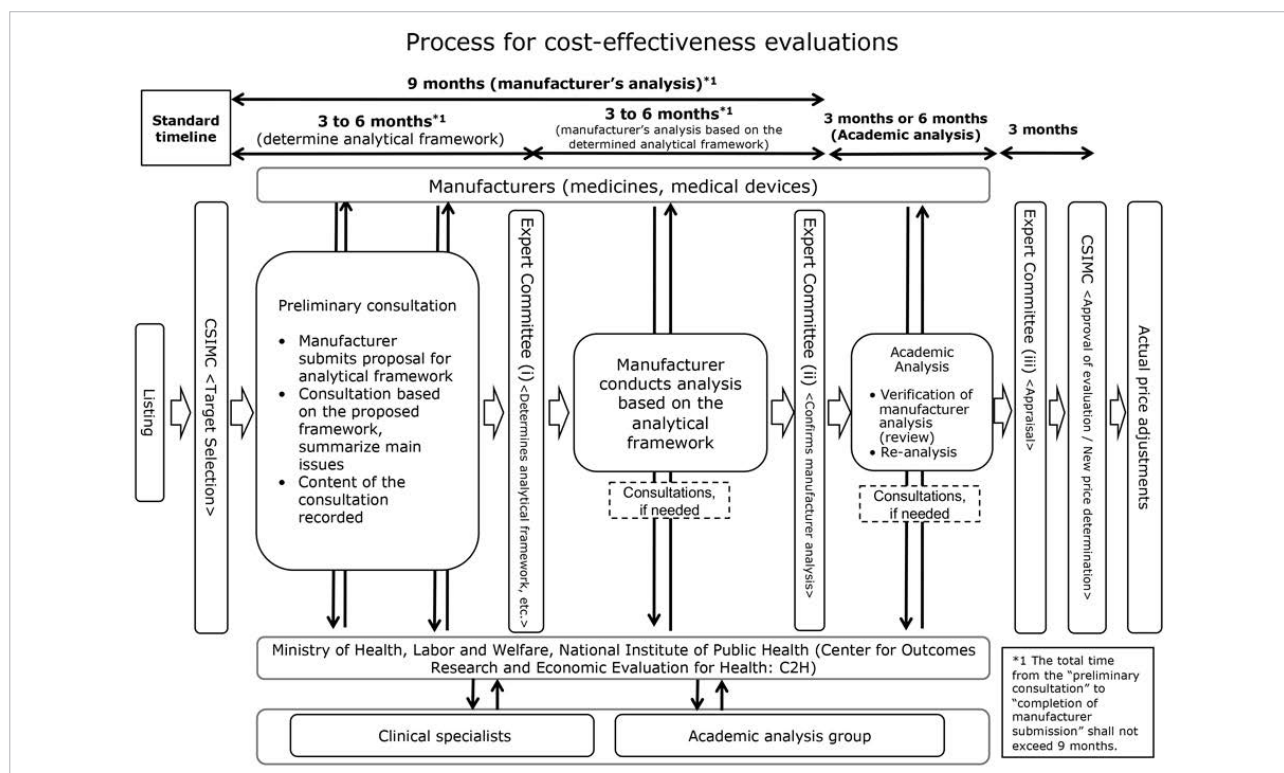 Process for cost-effectiveness evaluations
Standard
timeline
9 months (manufacturer's analysis)*1
3 to 6 months*1
(determine analytical framework)
3 to 6 months*1
(manufacturer's analysis based on the
determined analytical framework)
3 months or 6 months
(Academic analysis)
3 months
Manufacturers (medicines, medical devices)
Listing
CSIMC <Target Selection>
Preliminary consultation
• Manufacturer
submits proposal for
analytical framework
• Consultation based
on the proposed
framework,
summarize main
issues
• Content of the
consultation
recorded
Expert Committee (i) <Determines analytical framework, etc.>
Manufacturer
conducts analysis
based on the
analytical
framework
Consultations,
if needed
Expert Committee (ii) <Confirms manufacturer analysis>
Academic
Analysis
• Verification of
manufacturer
analysis
(review)
• Re-analysis
Consultations,
if needed
Expert Committee (iii) <Appraisal>
CSIMC <Approval of evaluation / New price determination>
Actual price adjustments
Ministry of Health, Labor and Welfare, National Institute of Public Health (Center for Outcomes
Research and Economic Evaluation for Health: C2H)
Clinical specialists
Academic analysis group
*1 The total time
from the "preliminary
consultation" to
"completion of
manufacturer
submission" shall not
exceed 9 months.